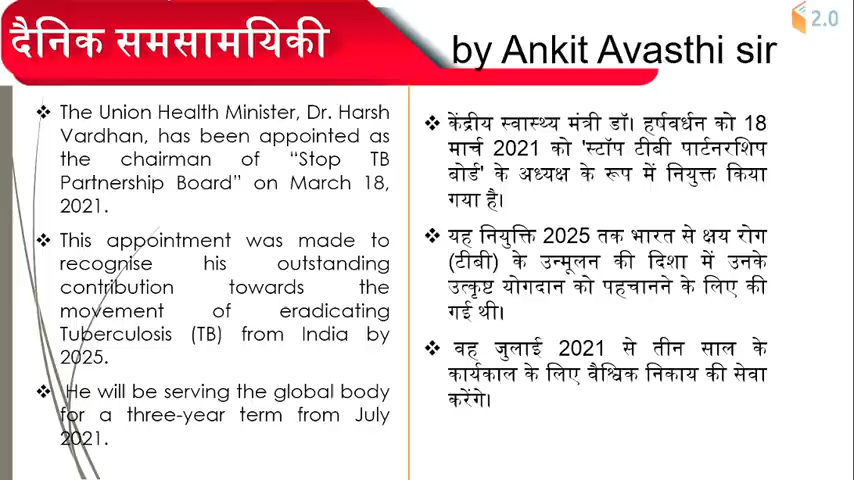 दैनिक समसामयिकी
by Ankit Avasthi sir
2.0
❖ The Union Health Minister, Dr. Harsh
Vardhan, has been appointed as
the chairman of “Stop TB
Partnership Board” on March 18,
2021.
❖ This appointment was made to
recognise his outstanding
contribution towards the
movement of eradicating
Tuberculosis (TB) from India by
2025.
❖ He will be serving the global body
for a three-year term from July
2021.
❖ केंद्रीय स्वास्थ्य मंत्री डॉ। हर्षवर्धन को 18
मार्च 2021 को 'स्टॉप टीबी पार्टनरशिप
बोर्ड' के अध्यक्ष के रूप में नियुक्त किया
गया है।
❖ यह नियुक्ति 2025 तक भारत से क्षय रोग
(टीबी) के उन्मूलन की दिशा में उनके
उत्कृष्ट योगदान को पहचानने के लिए की
गई थी।
❖ वह जुलाई 2021 से तीन साल के
कार्यकाल के लिए वैश्विक निकाय की सेवा
करेंगे।